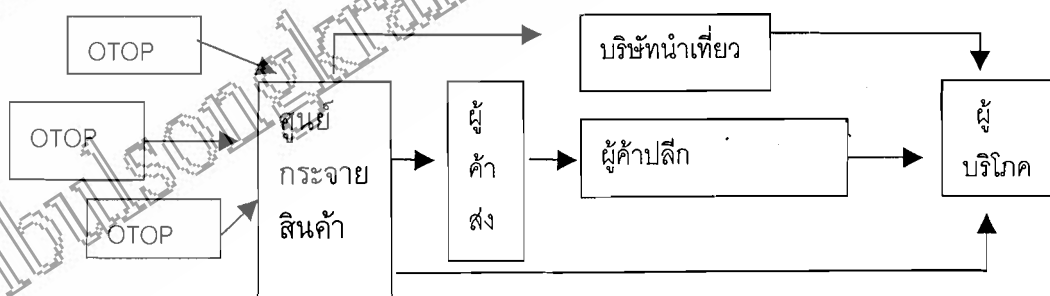 OTOP
OTOP
OTOP
ศูนย์
กระจาย
สินค้า
ผู้
ค้า
ส่ง
บริษัทนำเที่ยว
ผู้ค้าปลีก
ผู้
บริโภค